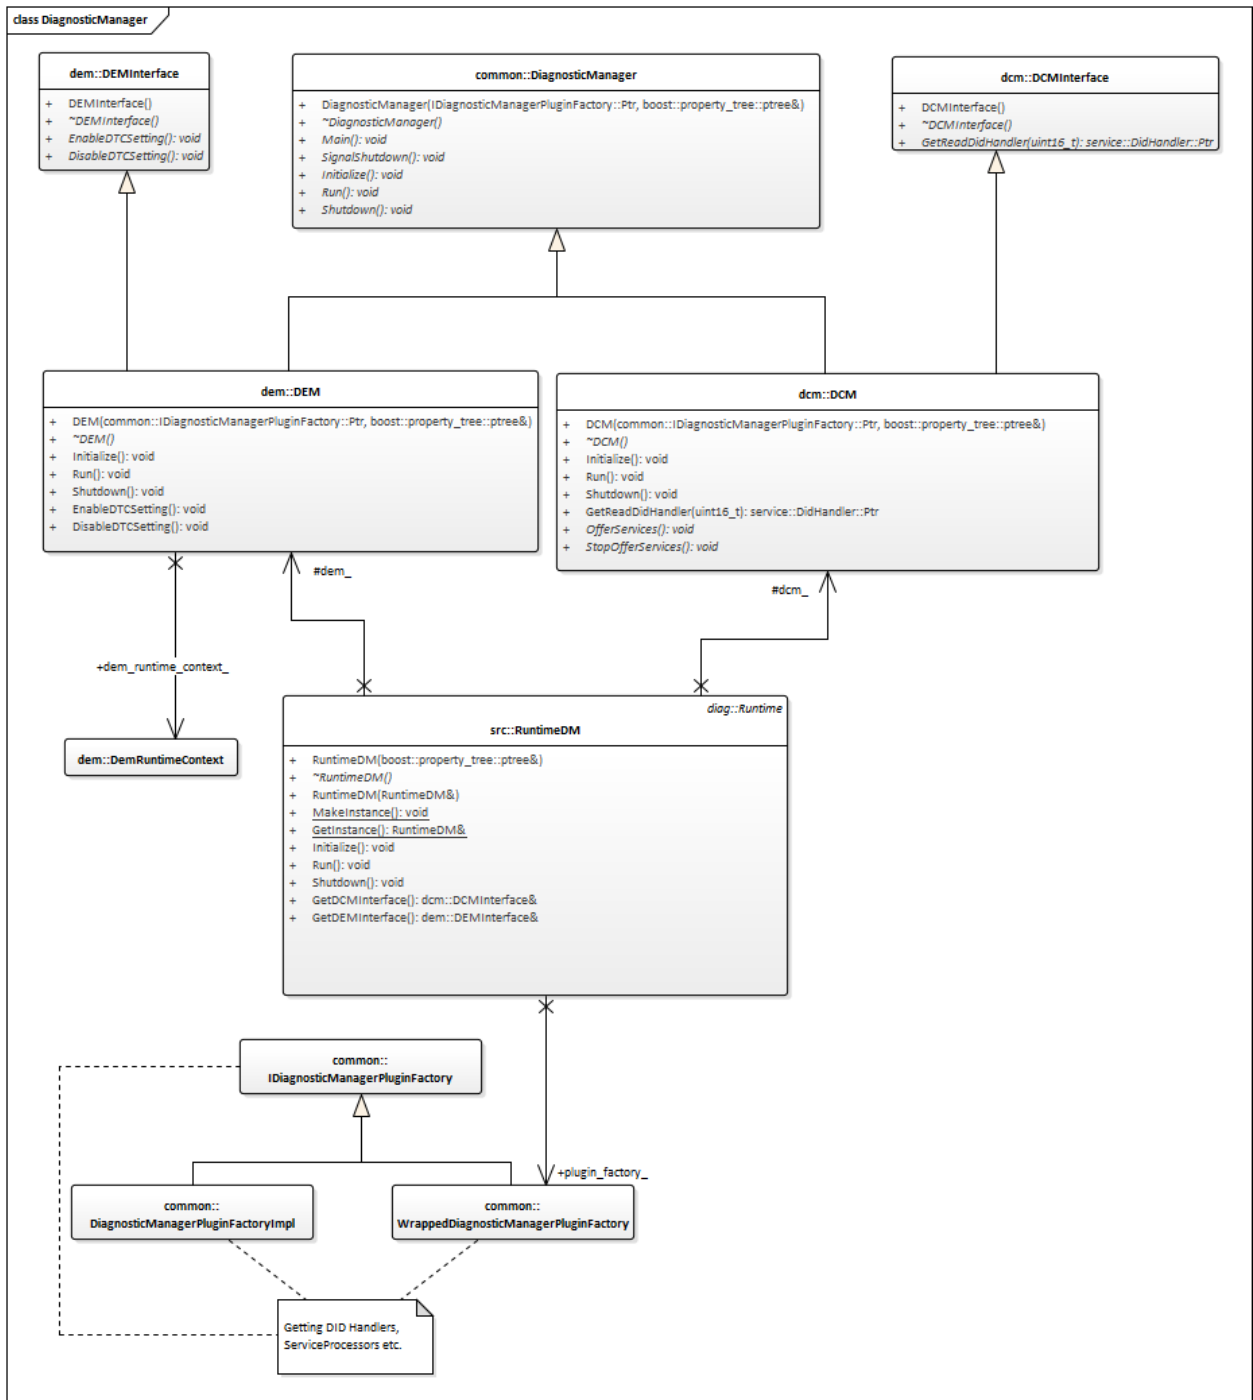 class DiagnosticManager
dem::DEMInterface
+ DEMInterface()
+ ~DEMInterface()
+ EnableDTCSetting(): void
+ DisableDTCSetting(): void
common::DiagnosticManager
+ DiagnosticManager(IDiagnosticManagerPluginFactory::Ptr, boost::property_tree::ptree&)
+ ~DiagnosticManager()
+ Main(): void
+ SignalShutdown(): void
+ Initialize(): void
+ Run(): void
+ Shutdown(): void
dcm::DCMInterface
+ DCMInterface()
+ ~DCMInterface()
+ GetReadDidHandler(uint16_t): service::DidHandler::Ptr
dem::DEM
+ DEM(common::IDiagnosticManagerPluginFactory::Ptr, boost::property_tree::ptree&)
+ ~DEM()
+ Initialize(): void
+ Run(): void
+ Shutdown(): void
+ EnableDTCSetting(): void
+ DisableDTCSetting(): void
dcm::DCM
+ DCM(common::IDiagnosticManagerPluginFactory::Ptr, boost::property_tree::ptree&)
+ ~DCM()
+ Initialize(): void
+ Run(): void
+ Shutdown(): void
+ GetReadDidHandler(uint16_t): service::DidHandler::Ptr
+ OfferServices(): void
+ StopOfferServices(): void
#dem_
#dcm_
+dem_runtime_context_
dem::DemRuntimeContext
diag::Runtime
src::RuntimeDM
+ RuntimeDM(boost::property_tree::ptree&)
+ ~RuntimeDM()
+ RuntimeDM(RuntimeDM&)
+ MakeInstance(): void
+ GetInstance(): RuntimeDM&
+ Initialize(): void
+ Run(): void
+ Shutdown(): void
+ GetDCMInterface(): dcm::DCMInterface&
+ GetDEMInterface(): dem::DEMInterface&
common::
IDiagnosticManagerPluginFactory
+plugin_factory_
common::
DiagnosticManagerPluginFactoryImpl
common::
WrappedDiagnosticManagerPluginFactory
Getting DID Handlers,
ServiceProcessors etc.